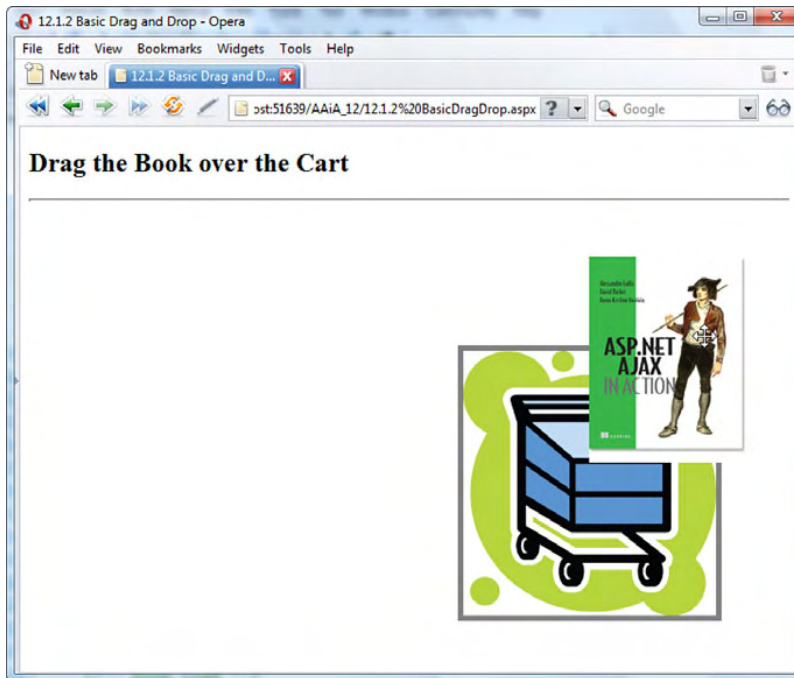 12.1.2 Basic Drag and Drop - Opera
File Edit View Bookmarks Widgets Tools Help
New tab 12.1.2 Basic Drag and D...
ost:51639/AAiA_12/12.1.2%20BasicDragDrop.aspx ? Google
Drag the Book over the Cart
ASP.NET
AJAX
IN ACTION
MANNING